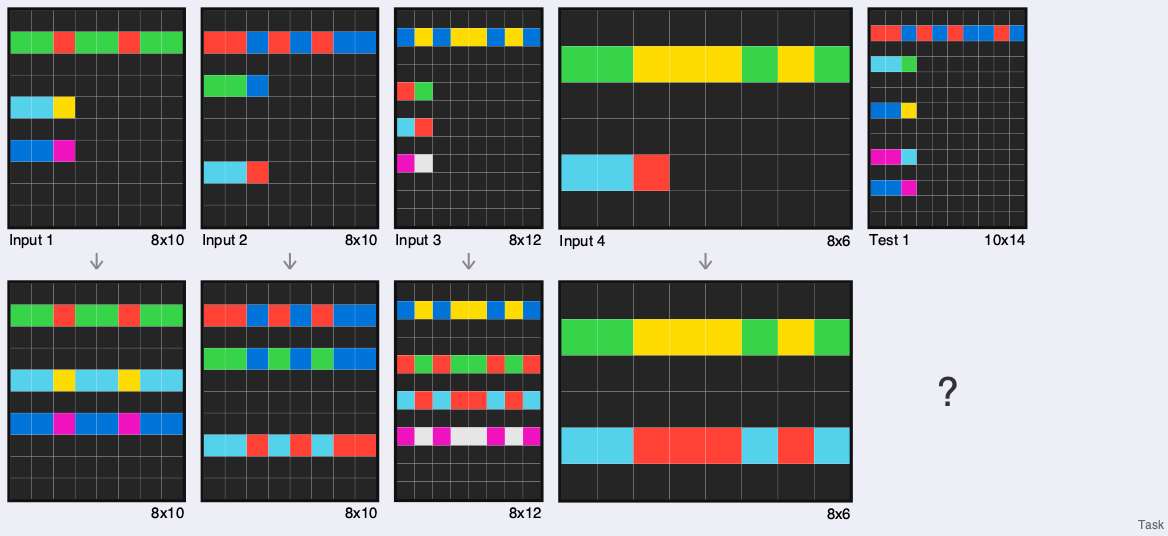 Input 1 8x10
Input 2 8x10
Input 3 8x12
Input 4 8x6
Test 1 10x14
8x10
8x10
8x12
8x6
?
Task